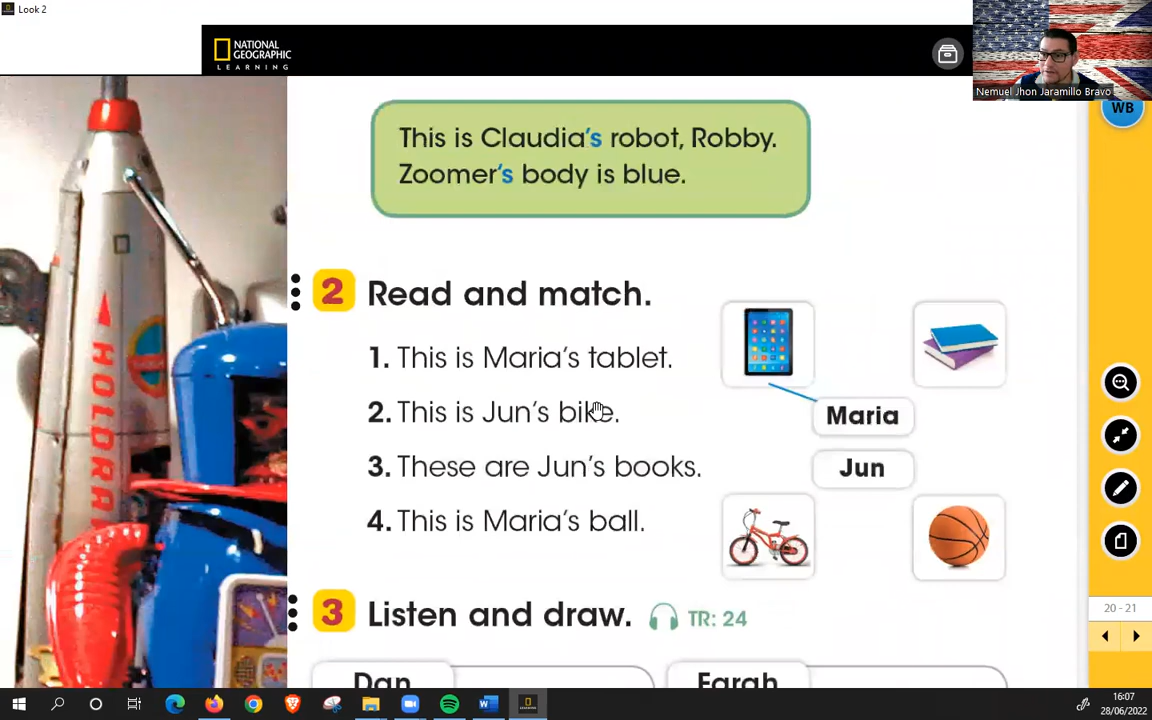 Look 2
NATIONAL
GEOGRAPHIC
LEARNING
Nemuel Jhon Jaramillo Bravo
WB
This is Claudia's robot, Robby.
Zoomer's body is blue.
2 Read and match.
1. This is Maria's tablet.
2. This is Jun's bike.
3. These are Jun's books.
4. This is Maria's ball.
Maria
Jun
3 Listen and draw. TR: 24
Dan
Farah
HOLDRA
20 - 21
16:07
28/06/2022